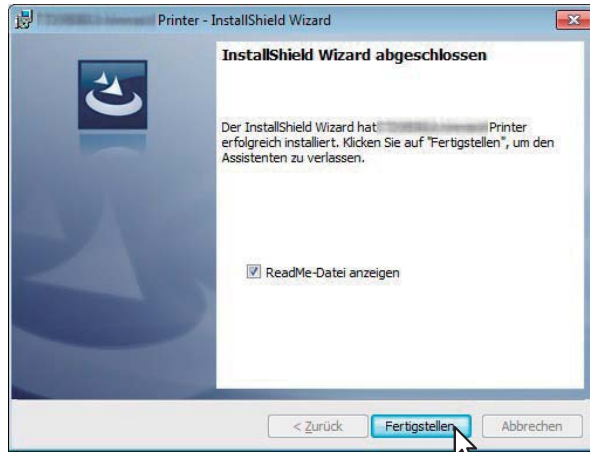 Printer - InstallShield Wizard
InstallShield Wizard abgeschlossen
Der InstallShield Wizard hat Printer
erfolgreich installiert. Klicken Sie auf "Fertigstellen", um den
Assistenten zu verlassen.
ReadMe-Datei anzeigen
< Zurück Fertigstellen Abbrechen